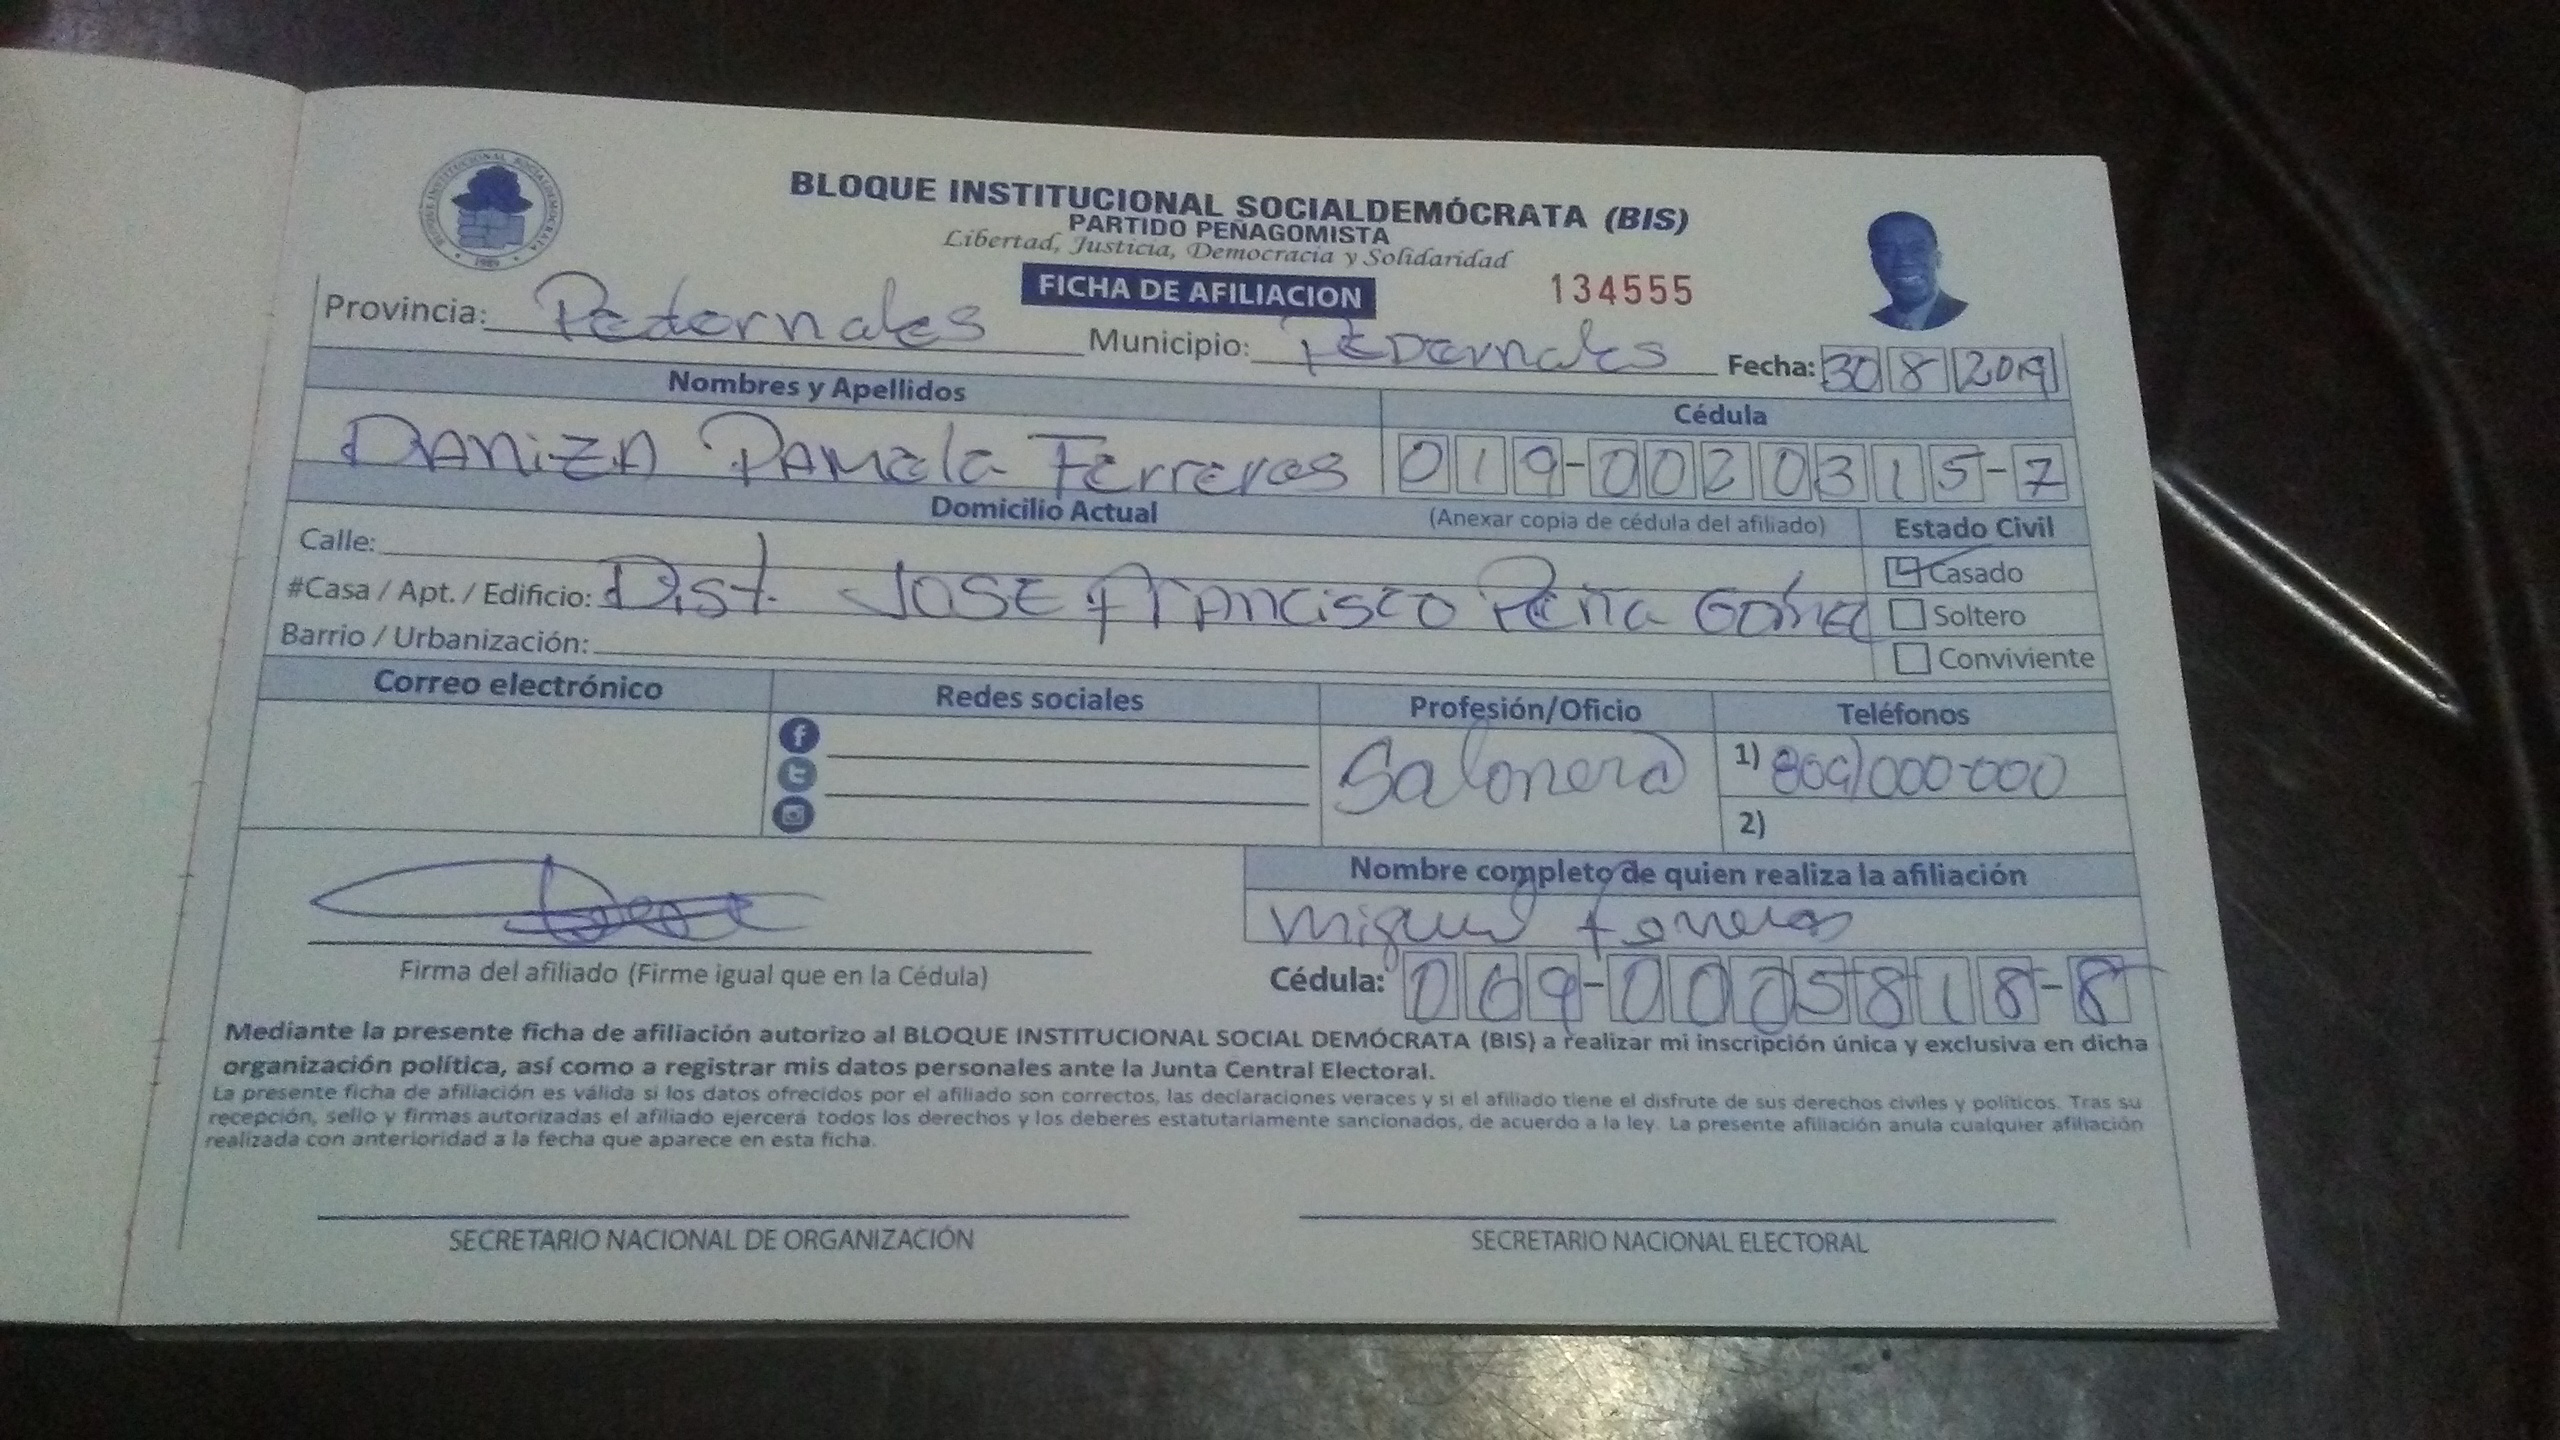 BLOQUE INSTITUCIONAL SOCIALDEMÓCRATA
1989
BLOQUE INSTITUCIONAL SOCIALDEMÓCRATA (BIS)
PARTIDO PEÑAGOMISTA
Libertad, Justicia, Democracia y Solidaridad
FICHA DE AFILIACION 134555
Provincia: Pedernales Municipio: PEDernales Fecha: 30 8 2019
Nombres y Apellidos Cédula
DANiZA PAMela Ferreras 019-0020315-7
Domicilio Actual (Anexar copia de cédula del afiliado) Estado Civil
Calle:
Casado
#Casa / Apt. / Edificio: Dist. JOSE Francisco Peña Gómez
Soltero
Barrio / Urbanización:
Conviviente
Correo electrónico Redes sociales Profesión/Oficio Teléfonos
Salonera 1) 809)000-000
2)
Nombre completo de quien realiza la afiliación
Miguel ferreras
Firma del afiliado (Firme igual que en la Cédula) Cédula: 069-0005818-8
Mediante la presente ficha de afiliación autorizo al BLOQUE INSTITUCIONAL SOCIAL DEMÓCRATA (BIS) a realizar mi inscripción única y exclusiva en dicha
organización política, así como a registrar mis datos personales ante la Junta Central Electoral.
La presente ficha de afiliación es válida si los datos ofrecidos por el afiliado son correctos, las declaraciones veraces y si el afiliado tiene el disfrute de sus derechos civiles y políticos. Tras su
recepción, sello y firmas autorizadas el afiliado ejercerá todos los derechos y los deberes estatutariamente sancionados, de acuerdo a la ley. La presente afiliación anula cualquier afiliación
realizada con anterioridad a la fecha que aparece en esta ficha.
SECRETARIO NACIONAL DE ORGANIZACIÓN SECRETARIO NACIONAL ELECTORAL